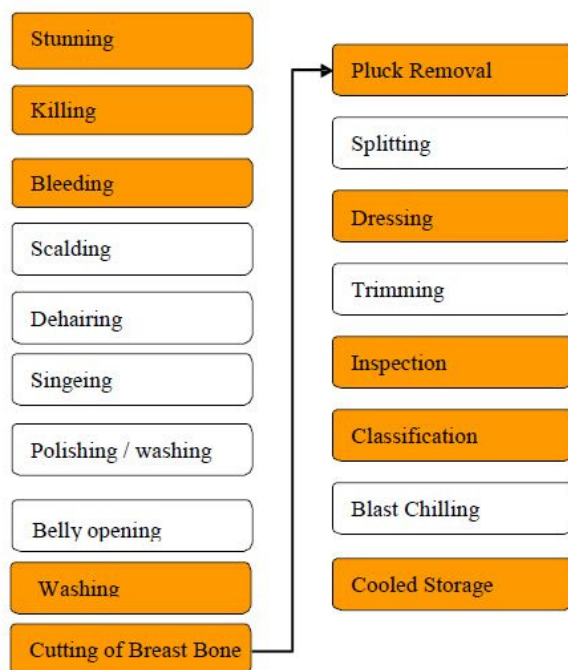 Stunning
Killing
Bleeding
Scalding
Dehairing
Singeing
Polishing / washing
Belly opening
Washing
Cutting of Breast Bone
Pluck Removal
Splitting
Dressing
Trimming
Inspection
Classification
Blast Chilling
Cooled Storage